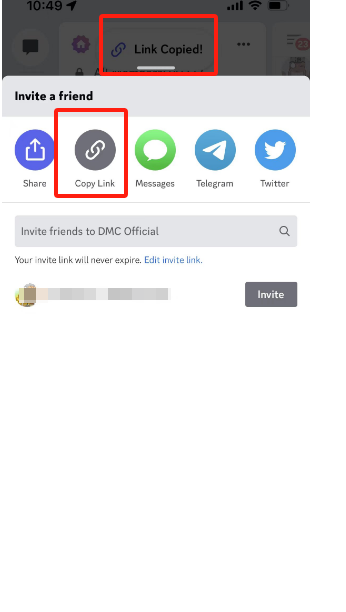 10:49
Link Copied!
23
Invite a friend
Share
Copy Link
Messages
Telegram
Twitter
Invite friends to DMC Official
Your invite link will never expire. Edit invite link.
Invite